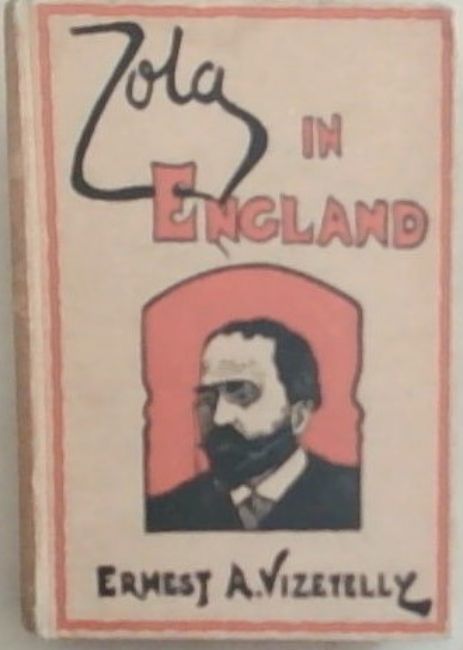 Zola
IN
ENGLAND
ERNEST A. VIZETELLY